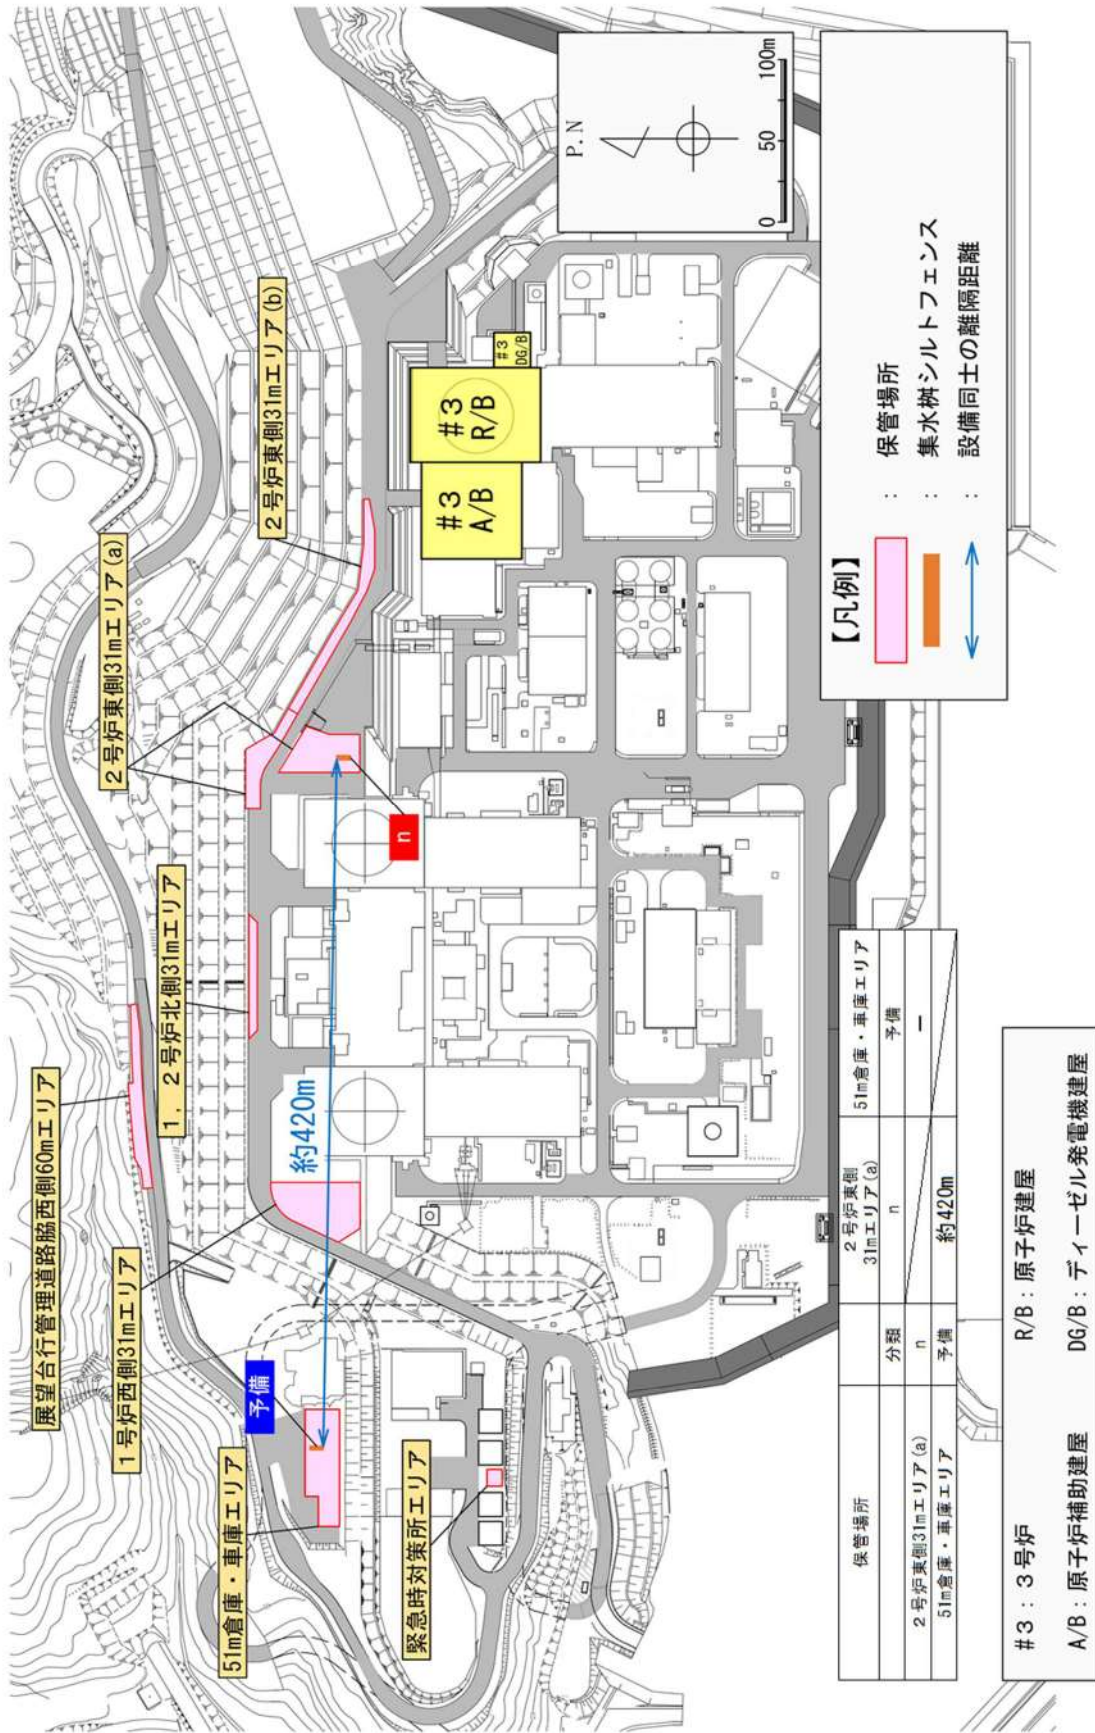 展望台行管理道路脇西側60mエリア
1号炉西側31mエリア
1, 2号炉北側31mエリア
2号炉東側31mエリア(a)
2号炉東側31mエリア(b)
51m倉庫・車庫エリア
緊急時対策所エリア
予備
約420m
n
#3
A/B
#3
R/B
#3
DG/B
P.N
0 50 100m
【凡例】
: 保管場所
: 集水桝シルトフェンス
: 設備同士の離隔距離
保管場所 2号炉東側 31mエリア(a) 51m倉庫・車庫エリア
分類 n 予備
2号炉東側31mエリア(a) n ー
51m倉庫・車庫エリア 予備 約420m
#3:3号炉 R/B:原子炉建屋
A/B:原子炉補助建屋 DG/B:ディーゼル発電機建屋